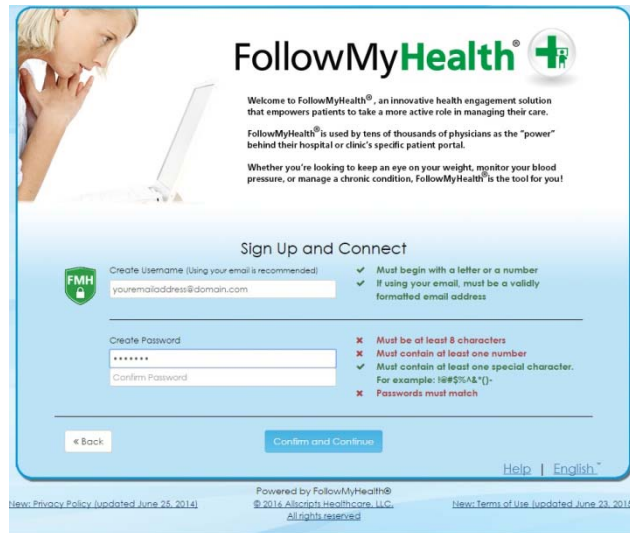 FollowMyHealth®
Welcome to FollowMyHealth®, an innovative health engagement solution
that empowers patients to take a more active role in managing their care.
FollowMyHealth® is used by tens of thousands of physicians as the "power"
behind their hospital or clinic's specific patient portal.
Whether you're looking to keep an eye on your weight, monitor your blood
pressure, or manage a chronic condition, FollowMyHealth® is the tool for you!
Sign Up and Connect
FMH
Create Username (Using your email is recommended)
youremailaddress@domain.com
Must begin with a letter or a number
If using your email, must be a validly
formatted email address
Create Password
•••••••
Confirm Password
Must be at least 8 characters
Must contain at least one number
Must contain at least one special character.
For example: !@#$%^&*()-
Passwords must match
« Back
Confirm and Continue
Help | English
Powered by FollowMyHealth®
New: Privacy Policy (updated June 25, 2014)
© 2016 Allscripts Healthcare, LLC.
All rights reserved
New: Terms of Use (updated June 23, 2015